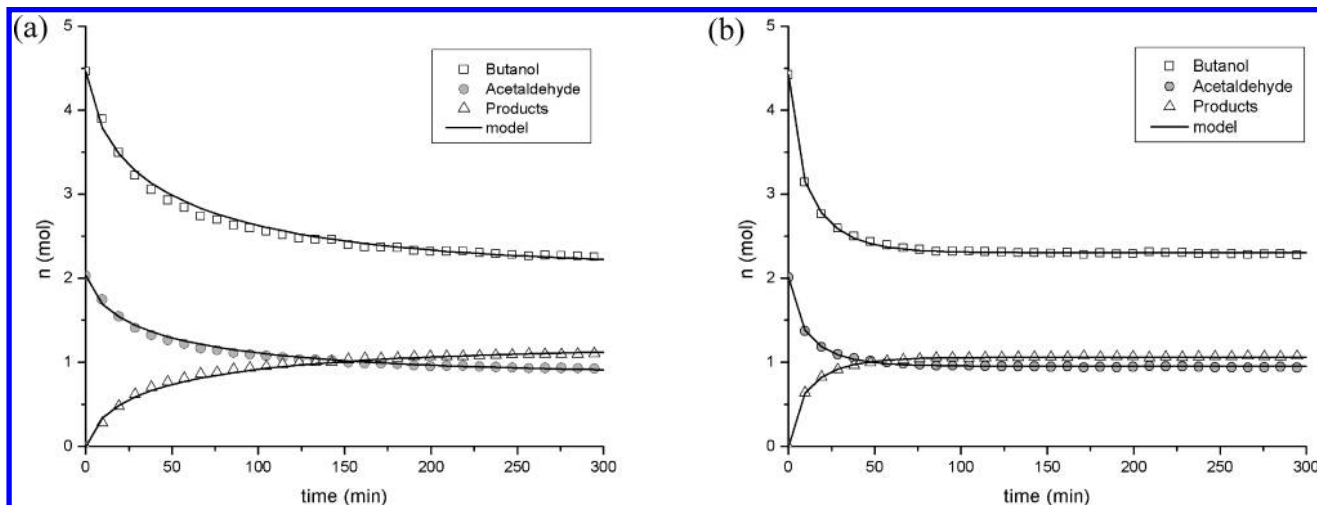 (a)
5
4
3
2
1
0
n (mol)
Butanol
Acetaldehyde
Products
model
0
50
100
150
200
250
300
time (min)
(b)
5
4
3
2
1
0
n (mol)
Butanol
Acetaldehyde
Products
model
0
50
100
150
200
250
300
time (min)